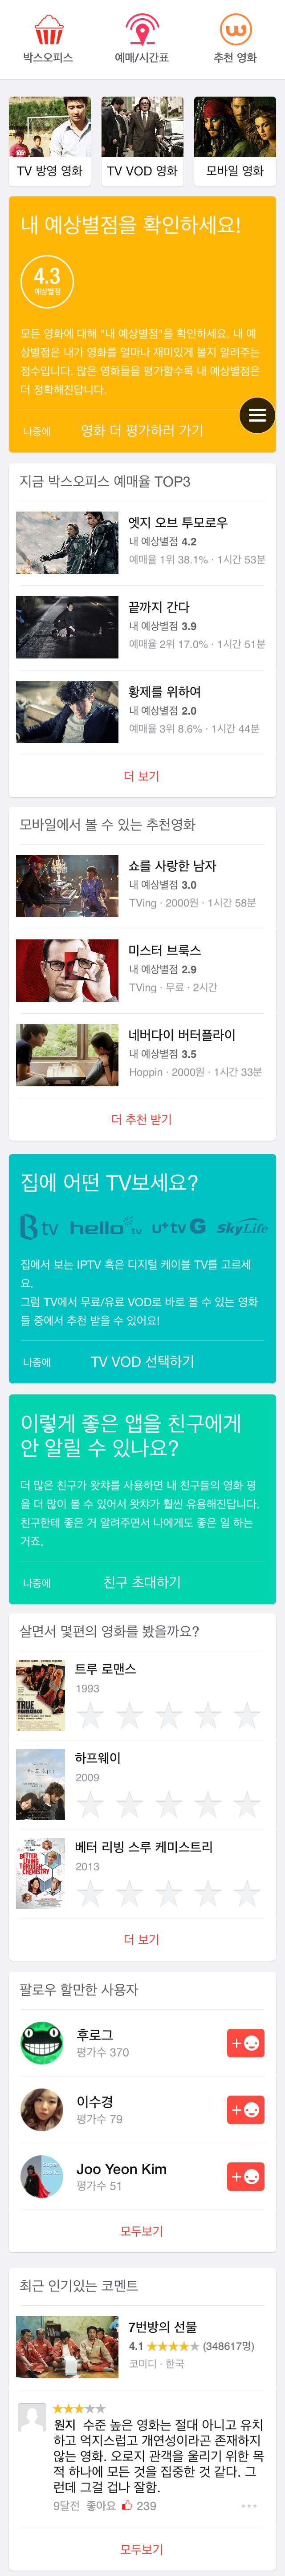 박스오피스
예매/시간표
추천 영화
TV 방영 영화
TV VOD 영화
모바일 영화
내 예상별점을 확인하세요!
4.3
예상별점
모든 영화에 대해 "내 예상별점"을 확인하세요. 내 예
상별점은 내가 영화를 얼마나 재미있게 볼지 알려주는
점수입니다. 많은 영화들을 평가할수록 내 예상별점은
더 정확해진답니다.
나중에
영화 더 평가하러 가기
지금 박스오피스 예매율 TOP3
엣지 오브 투모로우
내 예상별점 4.2
예매율 1위 38.1% · 1시간 53분
끝까지 간다
내 예상별점 3.9
예매율 2위 17.0% · 1시간 51분
황제를 위하여
내 예상별점 2.0
예매율 3위 8.6% · 1시간 44분
더 보기
모바일에서 볼 수 있는 추천영화
쇼를 사랑한 남자
내 예상별점 3.0
TVing · 2000원 · 1시간 58분
미스터 브룩스
내 예상별점 2.9
TVing · 무료 · 2시간
네버다이 버터플라이
내 예상별점 3.5
Hoppin · 2000원 · 1시간 33분
더 추천 받기
집에 어떤 TV보세요?
B tv
hello tv
u+tv G
skyLife
집에서 보는 IPTV 혹은 디지털 케이블 TV를 고르세
요.
그럼 TV에서 무료/유료 VOD로 바로 볼 수 있는 영화
들 중에서 추천 받을 수 있어요!
나중에
TV VOD 선택하기
이렇게 좋은 앱을 친구에게
안 알릴 수 있나요?
더 많은 친구가 왓챠를 사용하면 내 친구들의 영화 평
을 더 많이 볼 수 있어서 왓챠가 훨씬 유용해진답니다.
친구한테 좋은 거 알려주면서 나에게도 좋은 일 하는
거죠.
나중에
친구 초대하기
살면서 몇편의 영화를 봤을까요?
TRUE
romance
트루 로맨스
1993
하프웨이
하프웨이
2009
BETTER
LIVING
THROUGH
CHEMISTRY
베터 리빙 스루 케미스트리
2013
더 보기
팔로우 할만한 사용자
후로그
평가수 370
이수경
평가수 79
Joo Yeon Kim
평가수 51
모두보기
최근 인기있는 코멘트
7번방의 선물
4.1 ★★★★★ (348617명)
코미디 · 한국
★★★★★
원지 수준 높은 영화는 절대 아니고 유치
하고 억지스럽고 개연성이라곤 존재하지
않는 영화. 오로지 관객을 울리기 위한 목
적 하나에 모든 것을 집중한 것 같다. 그
런데 그걸 겁나 잘함.
9달전 좋아요 239
모두보기